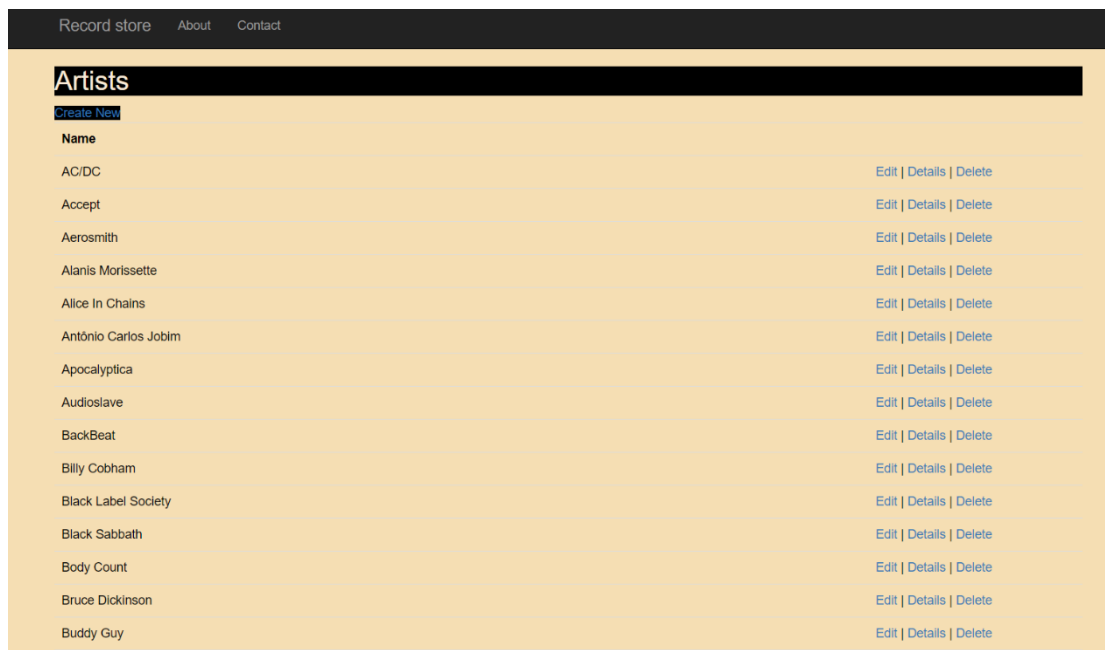 Record store About Contact
Artists
Create New
Name
AC/DC Edit | Details | Delete
Accept Edit | Details | Delete
Aerosmith Edit | Details | Delete
Alanis Morissette Edit | Details | Delete
Alice In Chains Edit | Details | Delete
Antônio Carlos Jobim Edit | Details | Delete
Apocalyptica Edit | Details | Delete
Audioslave Edit | Details | Delete
BackBeat Edit | Details | Delete
Billy Cobham Edit | Details | Delete
Black Label Society Edit | Details | Delete
Black Sabbath Edit | Details | Delete
Body Count Edit | Details | Delete
Bruce Dickinson Edit | Details | Delete
Buddy Guy Edit | Details | Delete